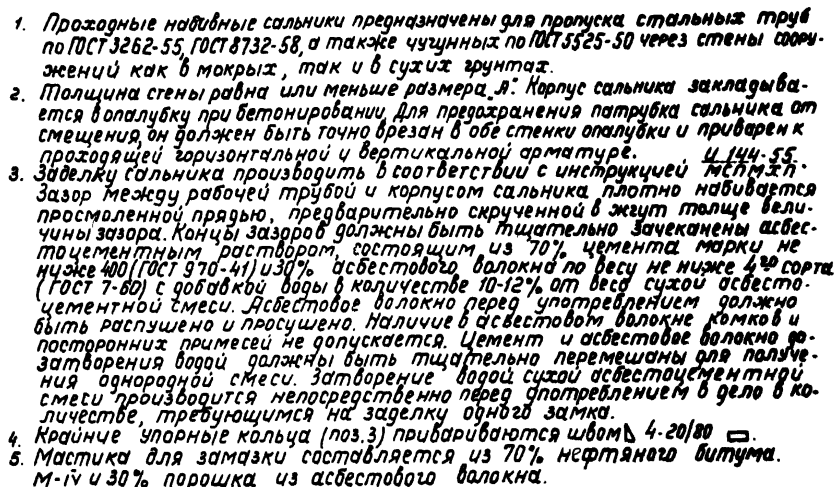 1. Проходные набивные сальники предназначены для пропуска стальных труб
по ГОСТ 3262-55, ГОСТ 8732-58, а также чугунных по ГОСТ 5525-50 через стены соору-
жений как в мокрых, так и в сухих грунтах.
2. Толщина стены равна или меньше размера „Л". Корпус сальника закладыва-
ется в опалубку при бетонировании. Для предохранения патрубка сальника от
смещения, он должен быть точно врезан в обе стенки опалубки и приварен к
проходящей горизонтальной и вертикальной арматуре.
3. Заделку сальника производить в соответствии с инструкцией И 144-55 МСПМХП.
Зазор между рабочей трубой и корпусом сальника плотно набивается
просмоленной прядью, предварительно скрученной в жгут толще вели-
чины зазора. Концы зазоров должны быть тщательно зачеканены асбес-
тоцементным раствором, состоящим из 70% цемента марки не
ниже 400 (ГОСТ 970-41) и 30% асбестового волокна по весу не ниже 4го сорта
(ГОСТ 7-60) с добавкой воды в количестве 10-12% от веса сухой асбесто-
цементной смеси. Асбестовое волокно перед употреблением должно
быть распушено и просушено. Наличие в асбестовом волокне комков и
посторонних примесей не допускается. Цемент и асбестовое волокно до
затворения водой должны быть тщательно перемешаны для получе-
ния однородной смеси. Затворение водой сухой асбестоцементной
смеси производится непосредственно перед употреблением в дело в ко-
личестве, требующимся на заделку одного замка.
4. Крайние упорные кольца (поз.3) привариваются швом 4-20/80.
5. Мастика для замазки составляется из 70% нефтяного битума.
М-IV и 30% порошка из асбестового волокна.